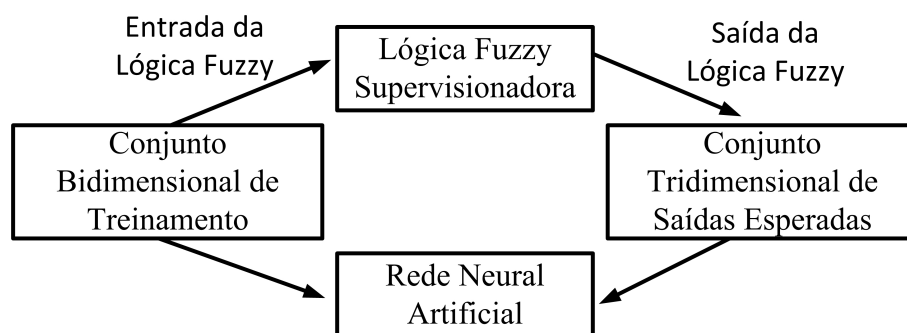 Entrada da
Lógica Fuzzy
Lógica Fuzzy
Supervisionadora
Saída da
Lógica Fuzzy
Conjunto
Bidimensional de
Treinamento
Conjunto
Tridimensional de
Saídas Esperadas
Rede Neural
Artificial